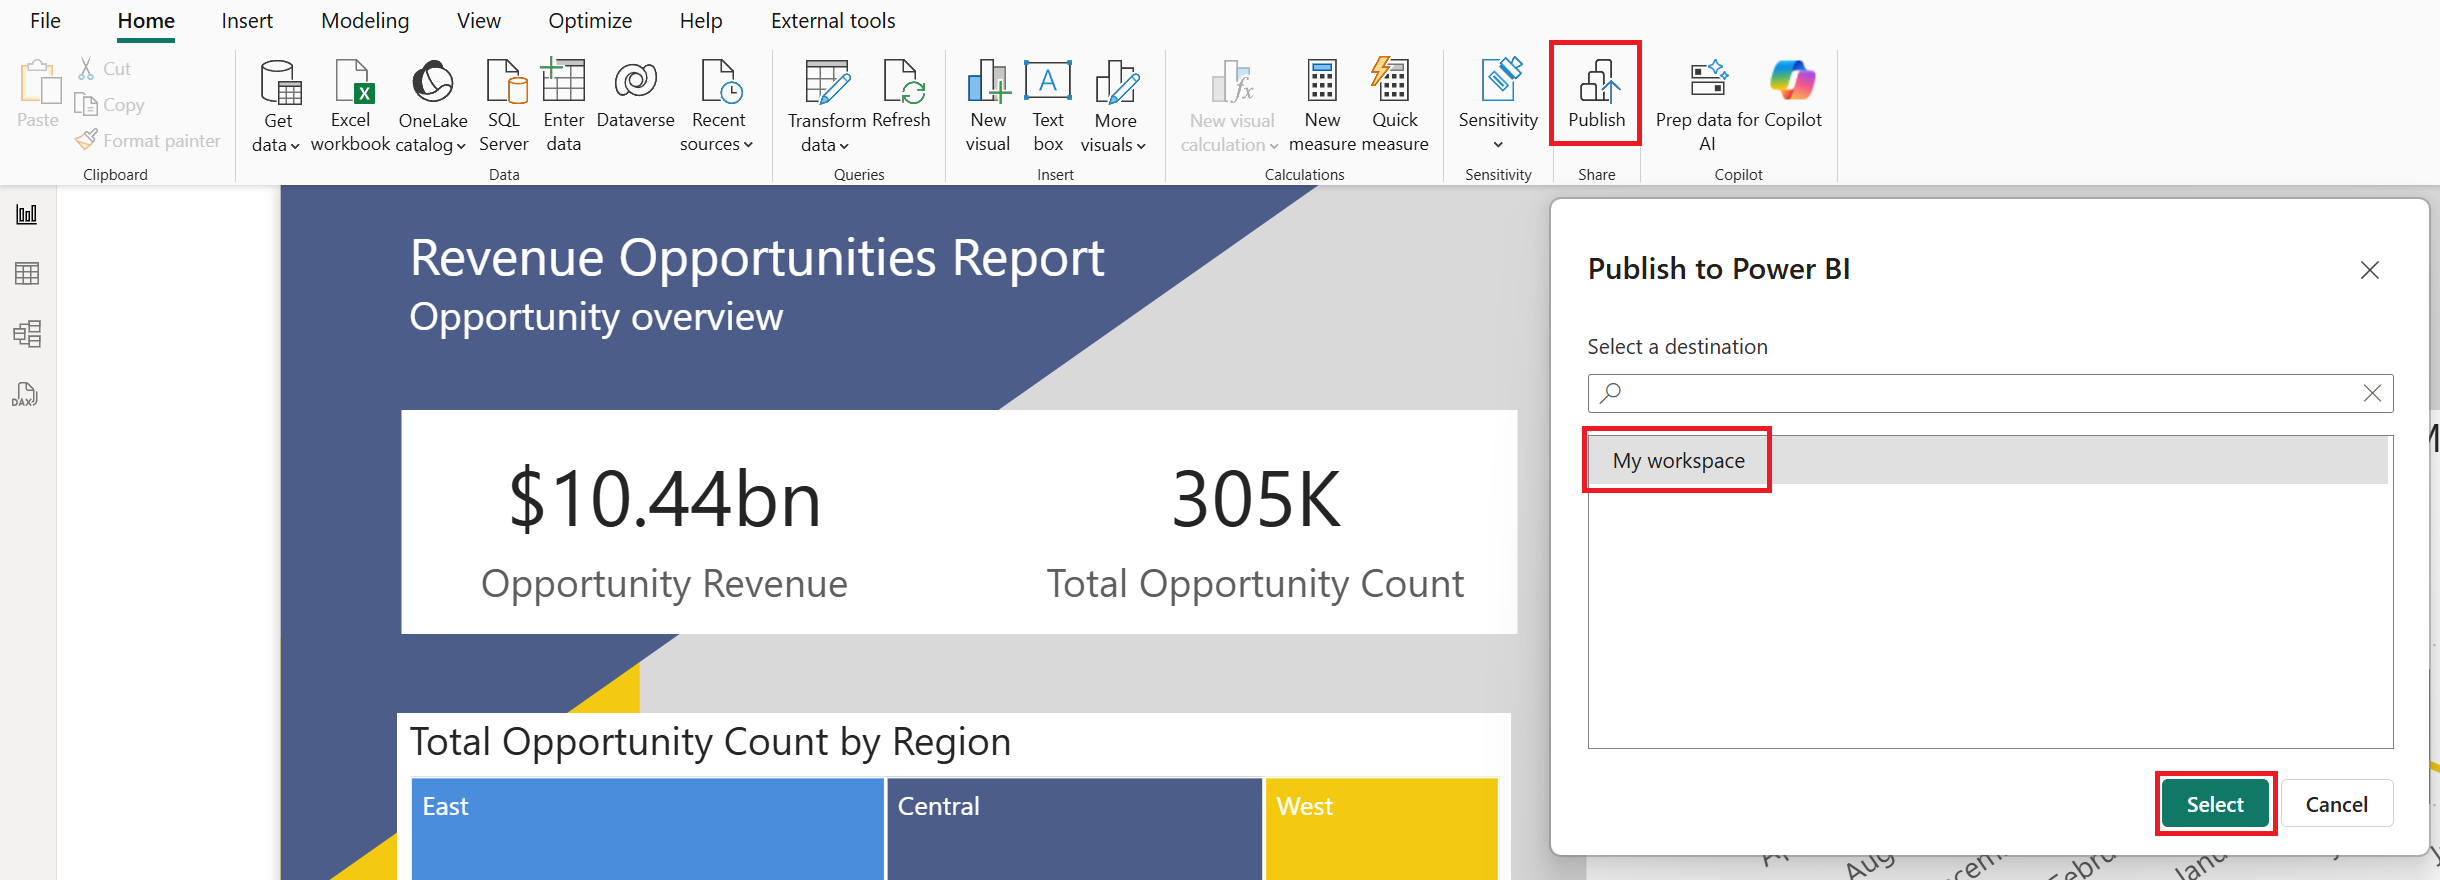 File Home Insert Modeling View Optimize Help External tools
Paste
Cut
Copy
Format painter
Clipboard
Get data
Excel workbook
OneLake catalog
SQL Server
Enter data
Dataverse
Recent sources
Data
Transform data
Refresh
Queries
New visual
A
Text box
More visuals
Insert
New visual calculation
New measure
Quick measure
Calculations
Sensitivity
Sensitivity
Publish
Share
Prep data for AI
Copilot
Copilot
DAX
Revenue Opportunities Report
Opportunity overview
$10.44bn
Opportunity Revenue
305K
Total Opportunity Count
Total Opportunity Count by Region
East
Central
West
Publish to Power BI
Select a destination
My workspace
Select
Cancel